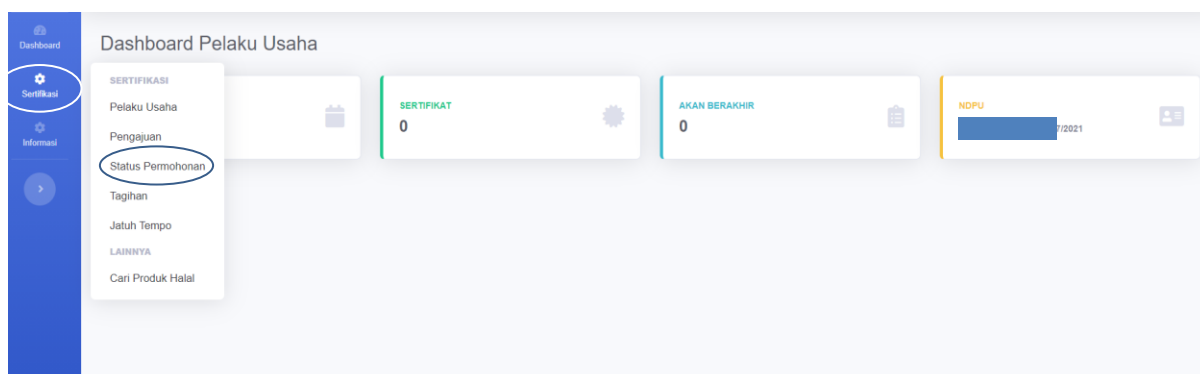 Dashboard
Sertifikasi
Informasi
Dashboard Pelaku Usaha
SERTIFIKASI
Pelaku Usaha
Pengajuan
Status Permohonan
Tagihan
Jatuh Tempo
LAINNYA
Cari Produk Halal
SERTIFIKAT
0
AKAN BERAKHIR
0
NDPU
/2021